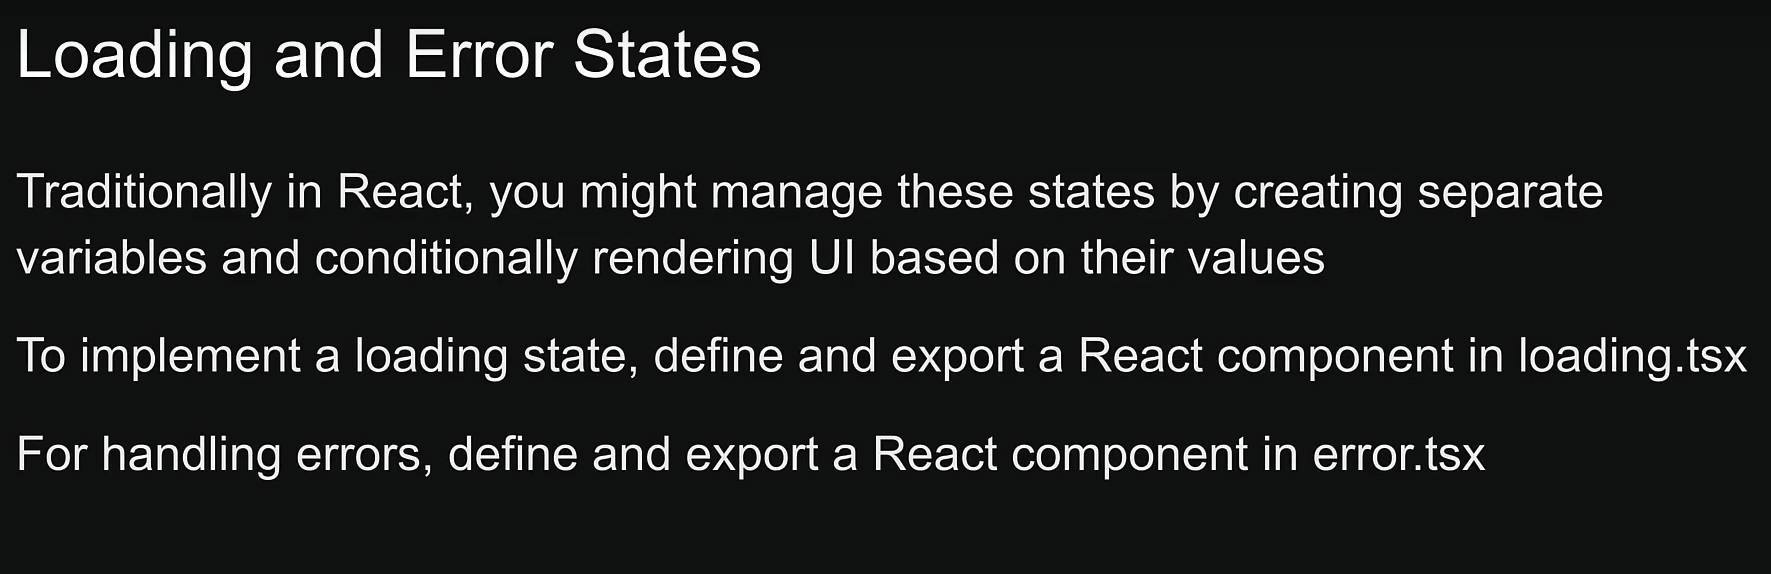 Loading and Error States
Traditionally in React, you might manage these states by creating separate
variables and conditionally rendering UI based on their values
To implement a loading state, define and export a React component in loading.tsx
For handling errors, define and export a React component in error.tsx